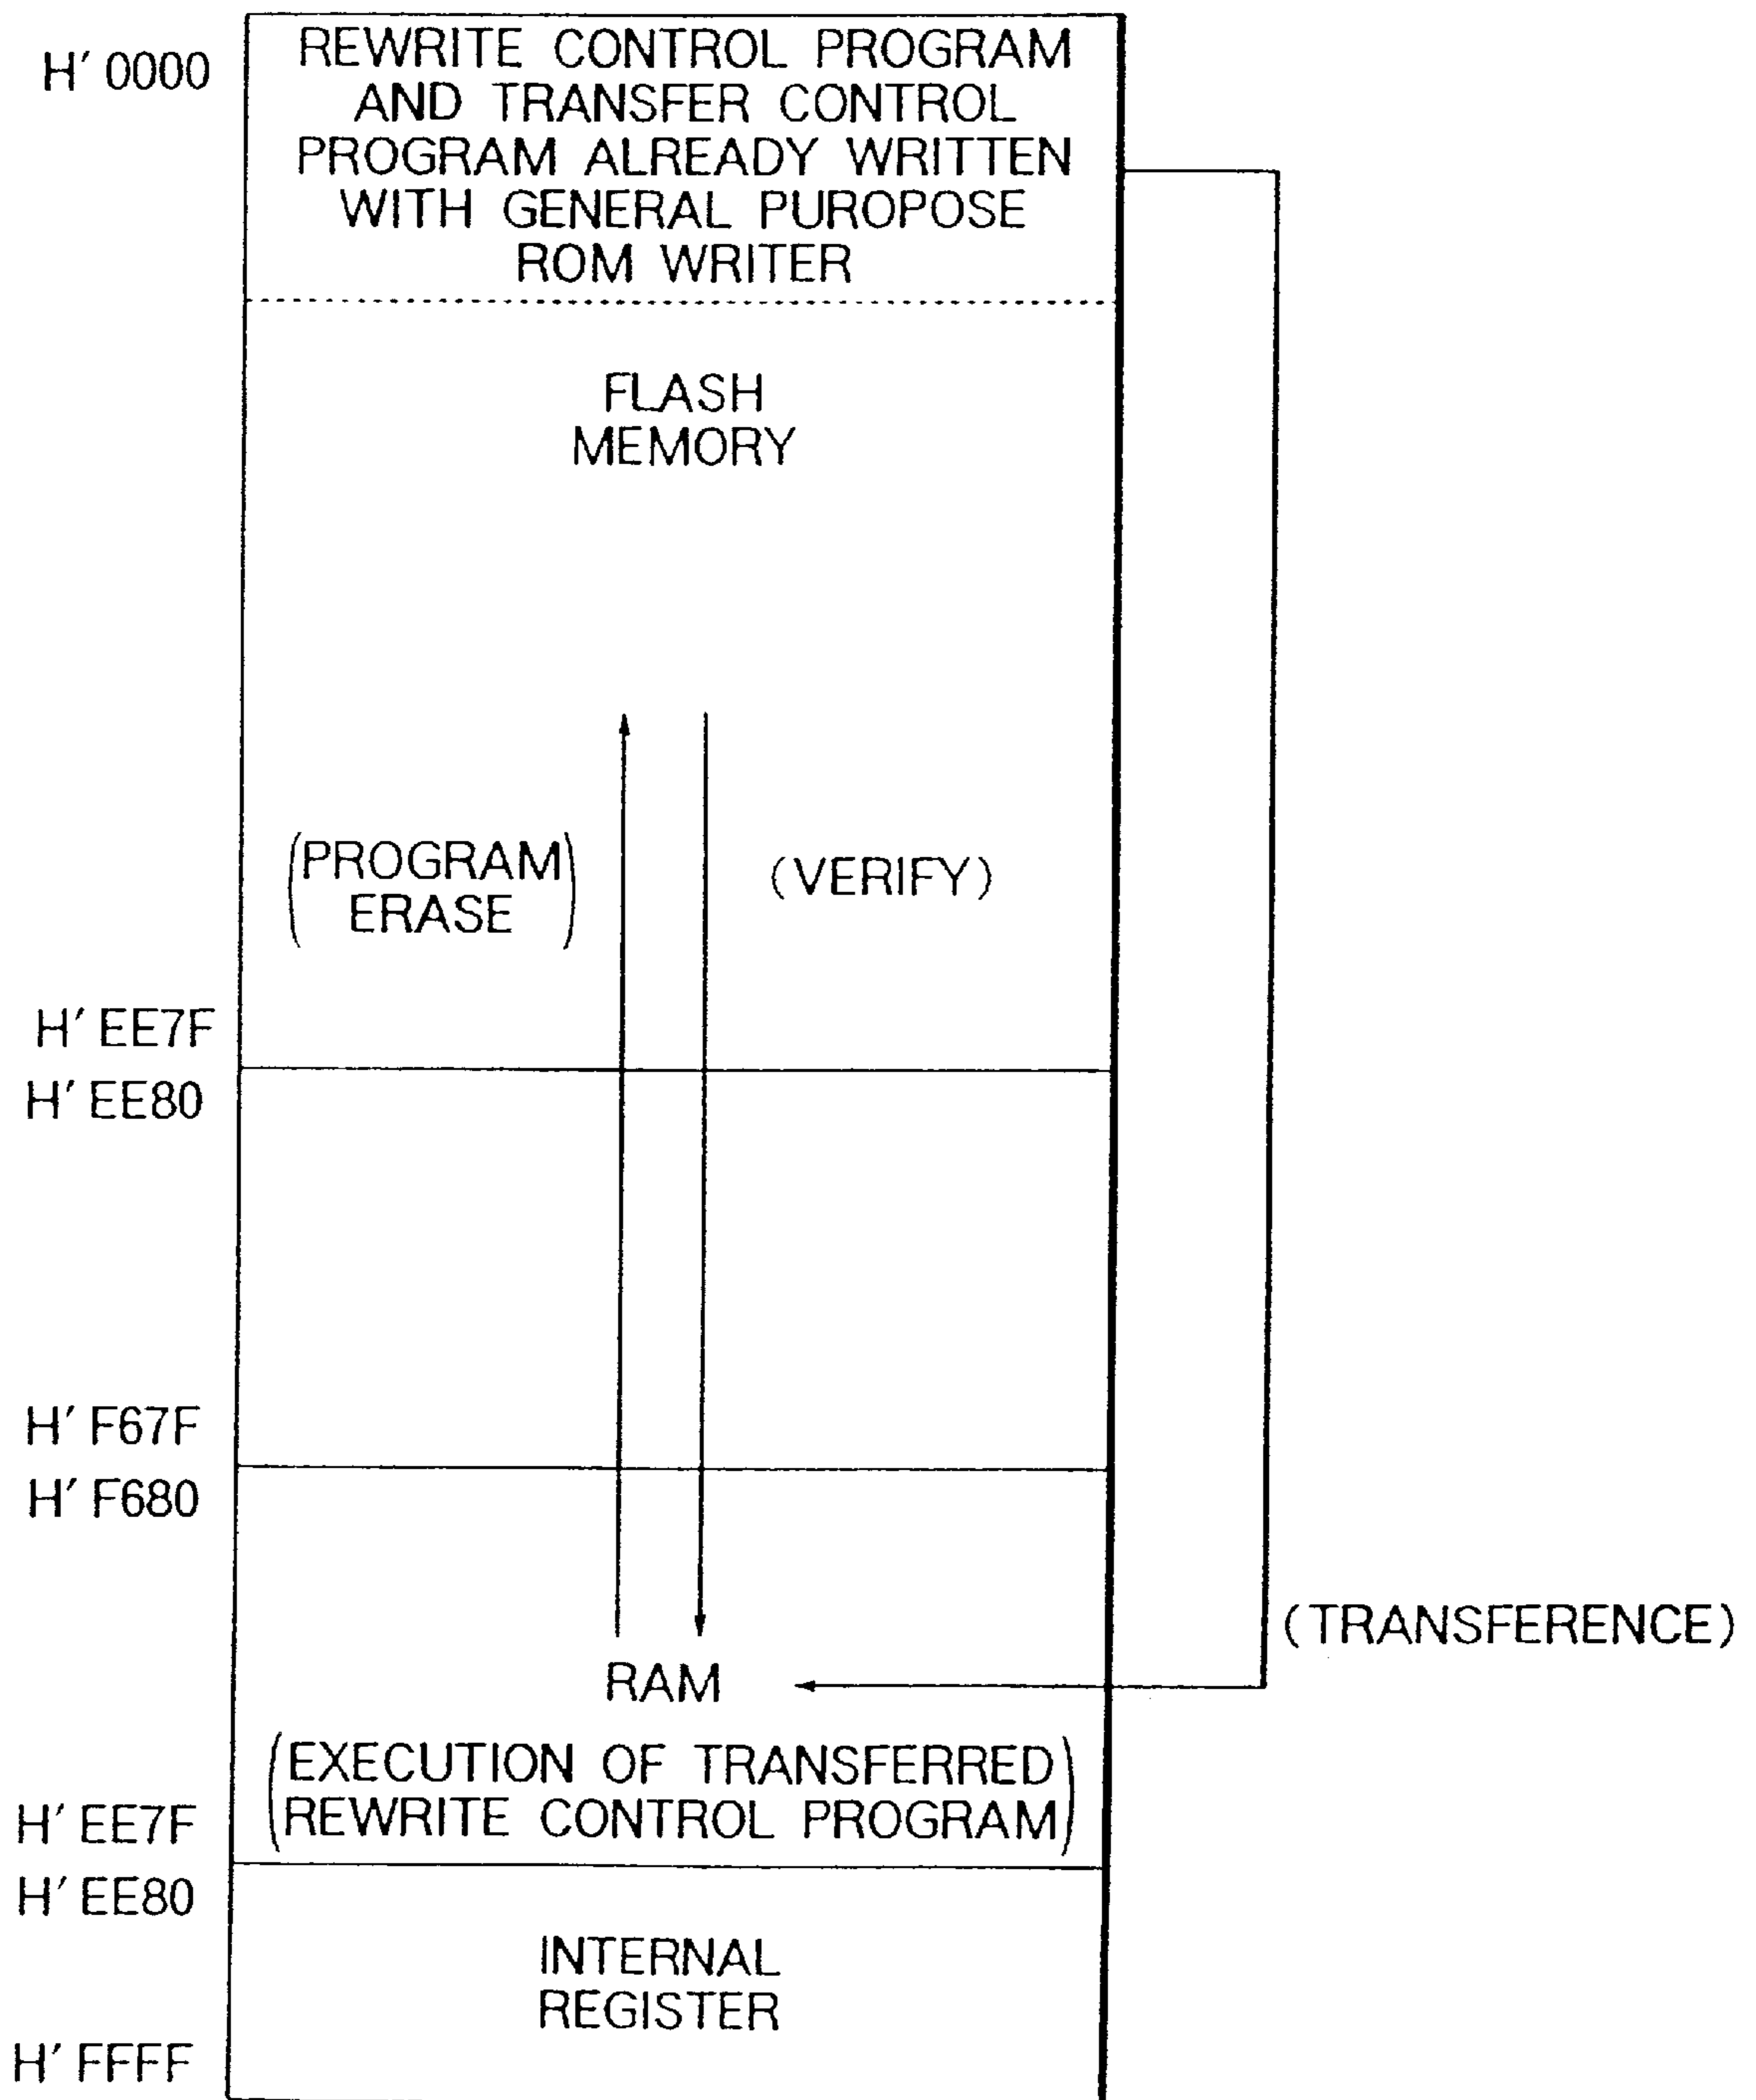 H' 0000
REWRITE CONTROL PROGRAM
AND TRANSFER CONTROL
PROGRAM ALREADY WRITTEN
WITH GENERAL PUROPOSE
ROM WRITER
FLASH
MEMORY
(PROGRAM
ERASE)
(VERIFY)
H' EE7F
H' EE80
H' F67F
H' F680
(TRANSFERENCE)
RAM
(EXECUTION OF TRANSFERRED
REWRITE CONTROL PROGRAM)
H' EE7F
H' EE80
INTERNAL
REGISTER
H' FFFF